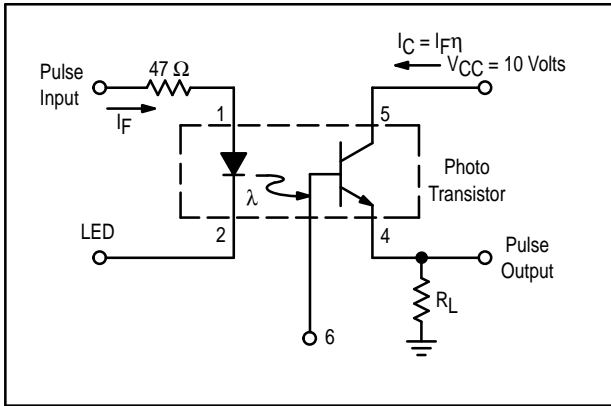 I_C = I_Fη
V_CC = 10 Volts
Pulse
Input
47 Ω
I_F
1
5
Photo
Transistor
λ
LED
2
4
Pulse
Output
R_L
6